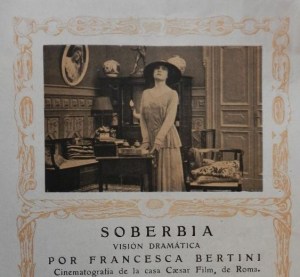 SOBERBIA
VISIÓN DRAMÁTICA
POR FRANCESCA BERTINI
Cinematografía de la casa Cæsar Film, de Roma.